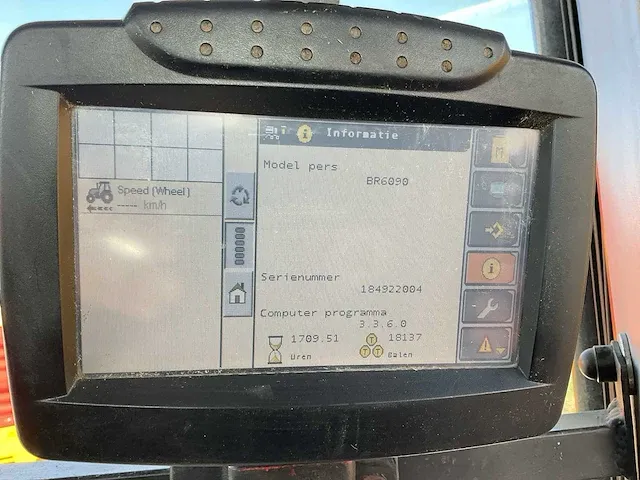 Informatie
Model pers
BR6090
Speed (Wheel)
---- km/h
Serienummer
184922004
Computer programma
3.3.6.0
1709.51
18137
Uren
Balen